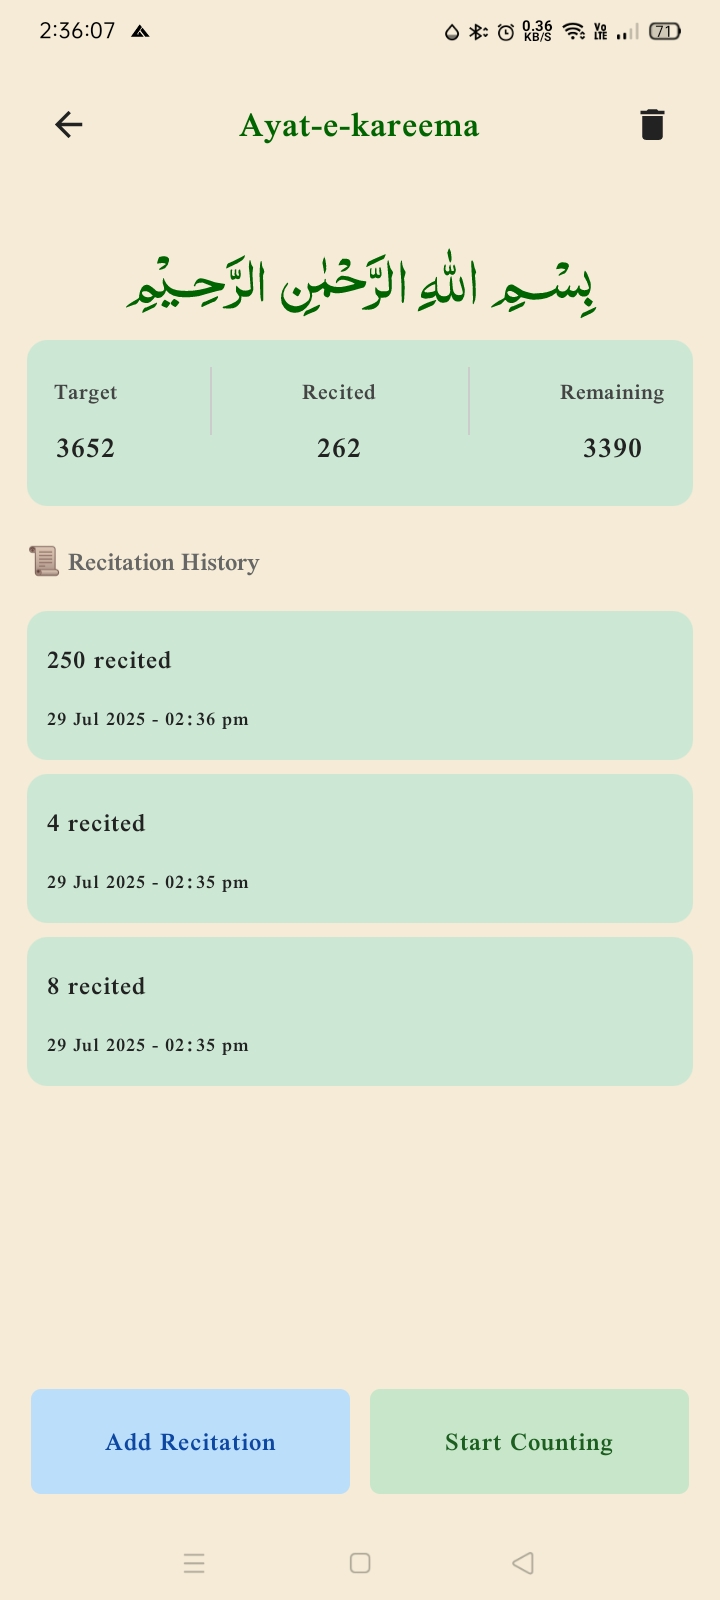 2:36:07
0.36 KB/S Vo LTE 71
Ayat-e-kareema
بِسْمِ اللهِ الرَّحْمٰنِ الرَّحِيْمِ
Target Recited Remaining
3652 262 3390
Recitation History
250 recited
29 Jul 2025 - 02:36 pm
4 recited
29 Jul 2025 - 02:35 pm
8 recited
29 Jul 2025 - 02:35 pm
Add Recitation Start Counting